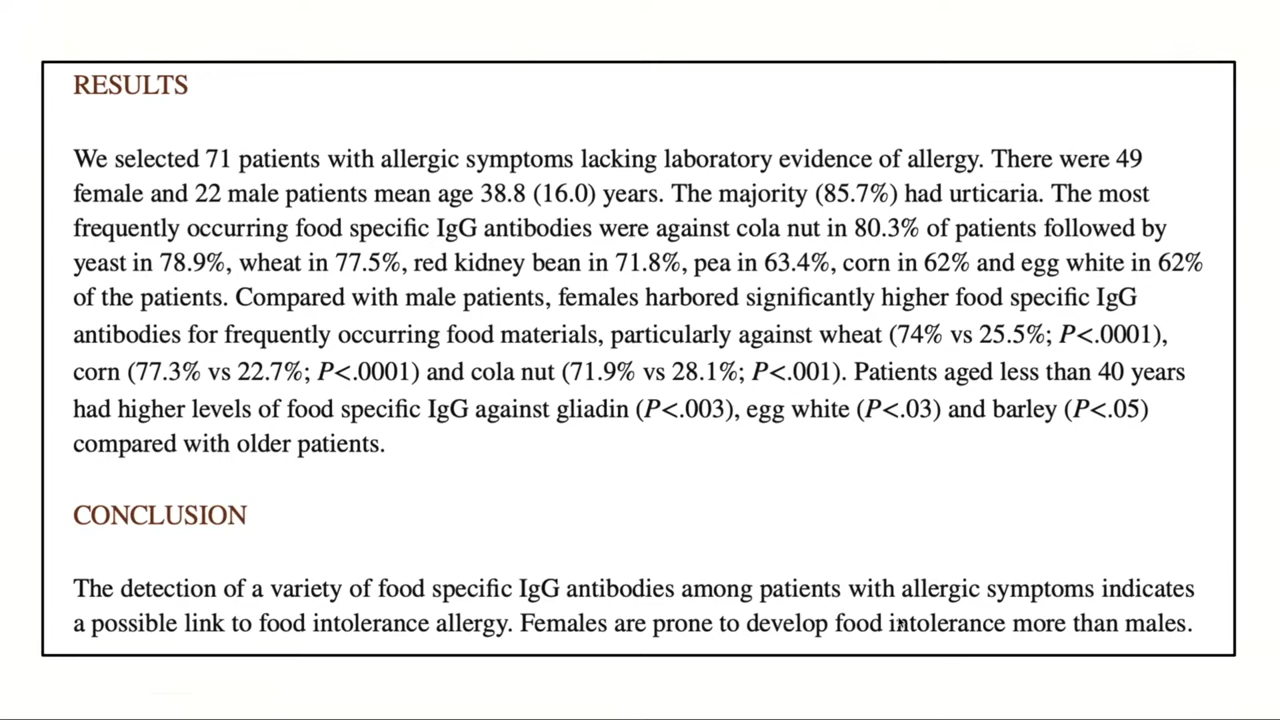 RESULTS
We selected 71 patients with allergic symptoms lacking laboratory evidence of allergy. There were 49
female and 22 male patients mean age 38.8 (16.0) years. The majority (85.7%) had urticaria. The most
frequently occurring food specific IgG antibodies were against cola nut in 80.3% of patients followed by
yeast in 78.9%, wheat in 77.5%, red kidney bean in 71.8%, pea in 63.4%, corn in 62% and egg white in 62%
of the patients. Compared with male patients, females harbored significantly higher food specific IgG
antibodies for frequently occurring food materials, particularly against wheat (74% vs 25.5%; P<.0001),
corn (77.3% vs 22.7%; P<.0001) and cola nut (71.9% vs 28.1%; P<.001). Patients aged less than 40 years
had higher levels of food specific IgG against gliadin (P<.003), egg white (P<.03) and barley (P<.05)
compared with older patients.
CONCLUSION
The detection of a variety of food specific IgG antibodies among patients with allergic symptoms indicates
a possible link to food intolerance allergy. Females are prone to develop food intolerance more than males.